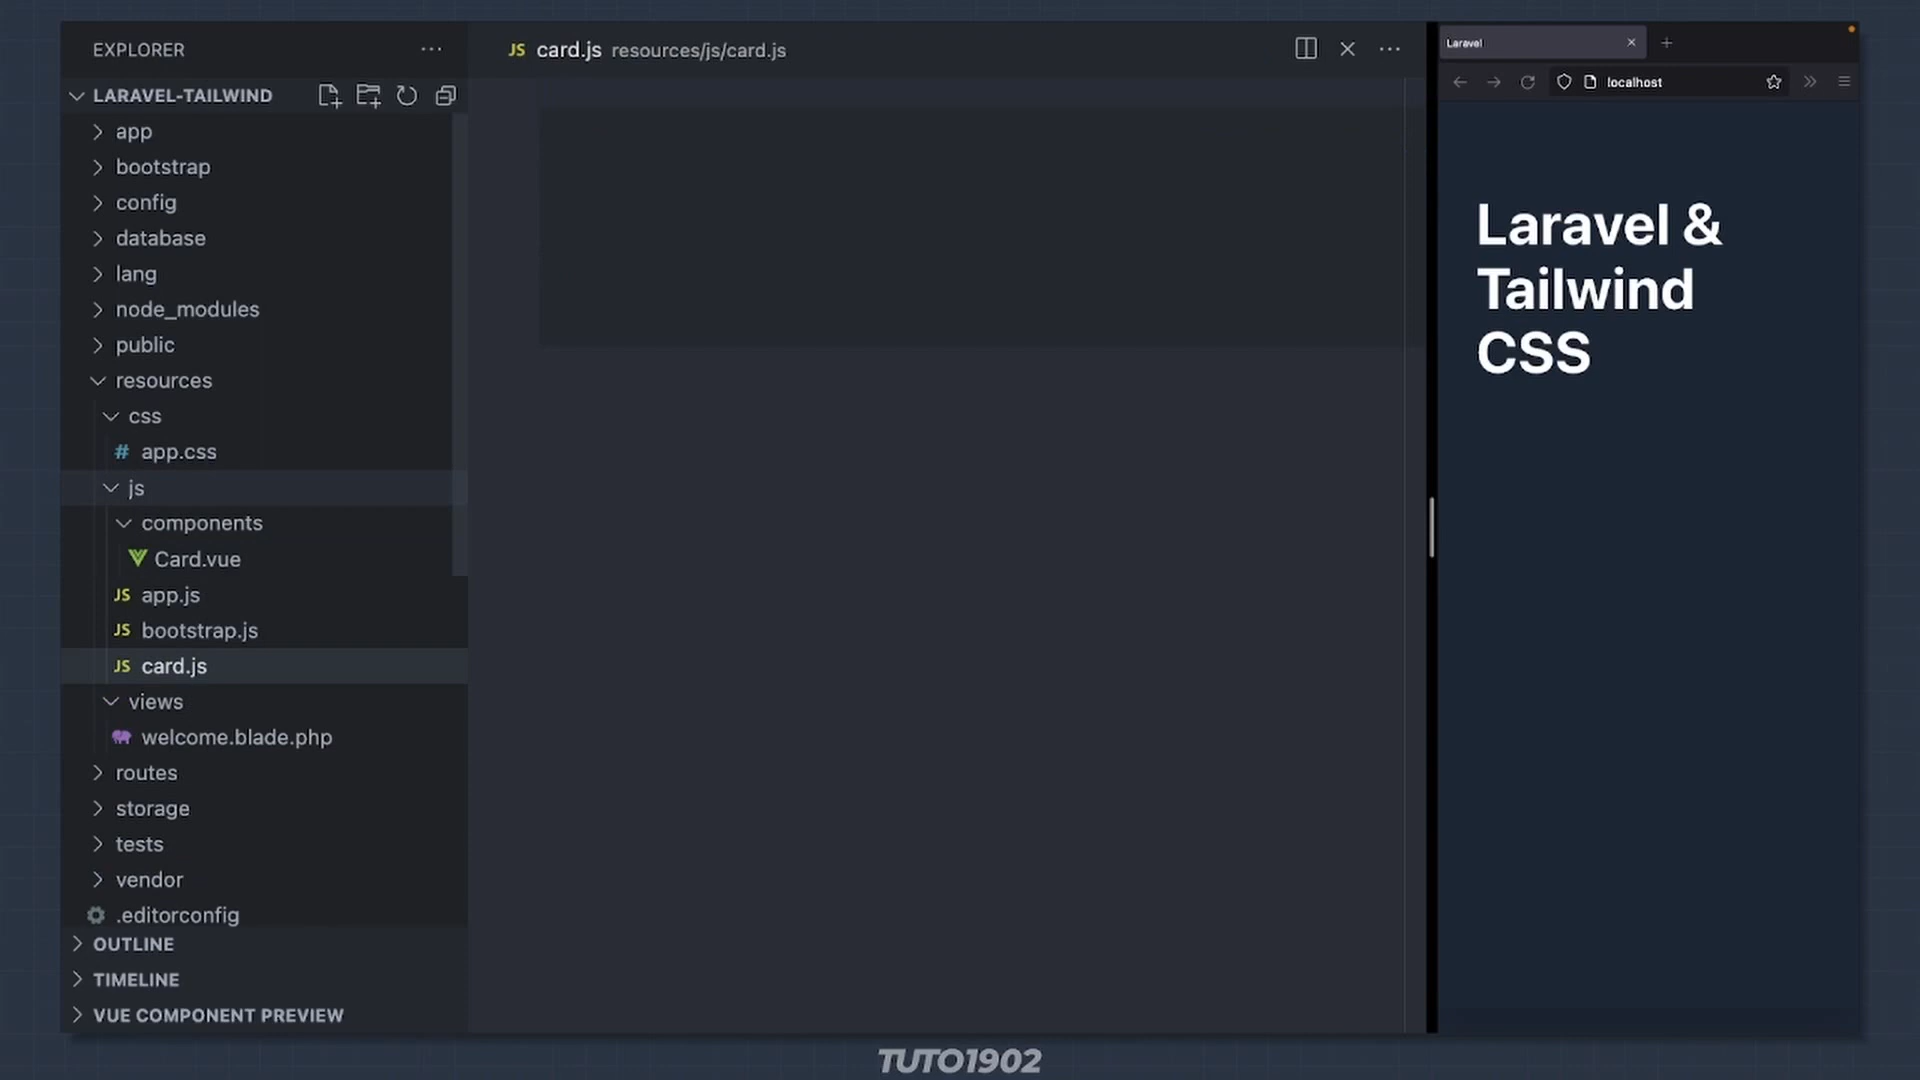 EXPLORER
LARAVEL-TAILWIND
app
bootstrap
config
database
lang
node_modules
public
resources
css
# app.css
js
components
Card.vue
JS app.js
JS bootstrap.js
JS card.js
views
welcome.blade.php
routes
storage
tests
vendor
.editorconfig
OUTLINE
TIMELINE
VUE COMPONENT PREVIEW
JS card.js resources/js/card.js
Laravel
localhost
Laravel &
Tailwind
CSS
TUTO1902